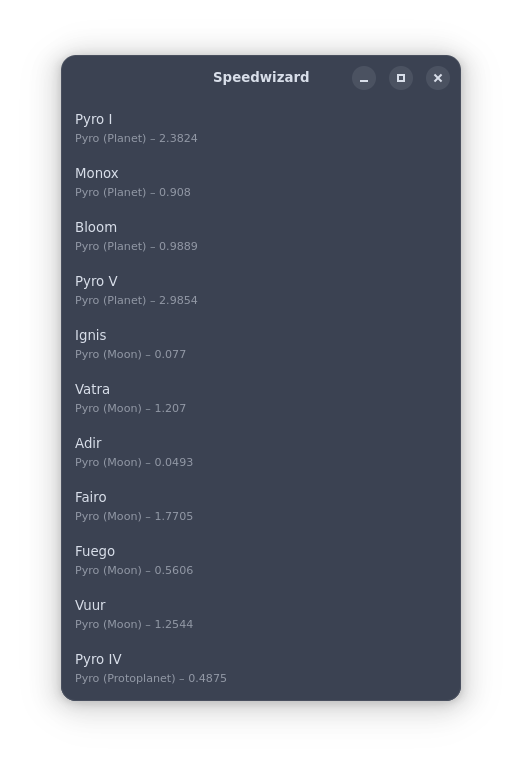 Speedwizard
Pyro I
Pyro (Planet) – 2.3824
Monox
Pyro (Planet) – 0.908
Bloom
Pyro (Planet) – 0.9889
Pyro V
Pyro (Planet) – 2.9854
Ignis
Pyro (Moon) – 0.077
Vatra
Pyro (Moon) – 1.207
Adir
Pyro (Moon) – 0.0493
Fairo
Pyro (Moon) – 1.7705
Fuego
Pyro (Moon) – 0.5606
Vuur
Pyro (Moon) – 1.2544
Pyro IV
Pyro (Protoplanet) – 0.4875